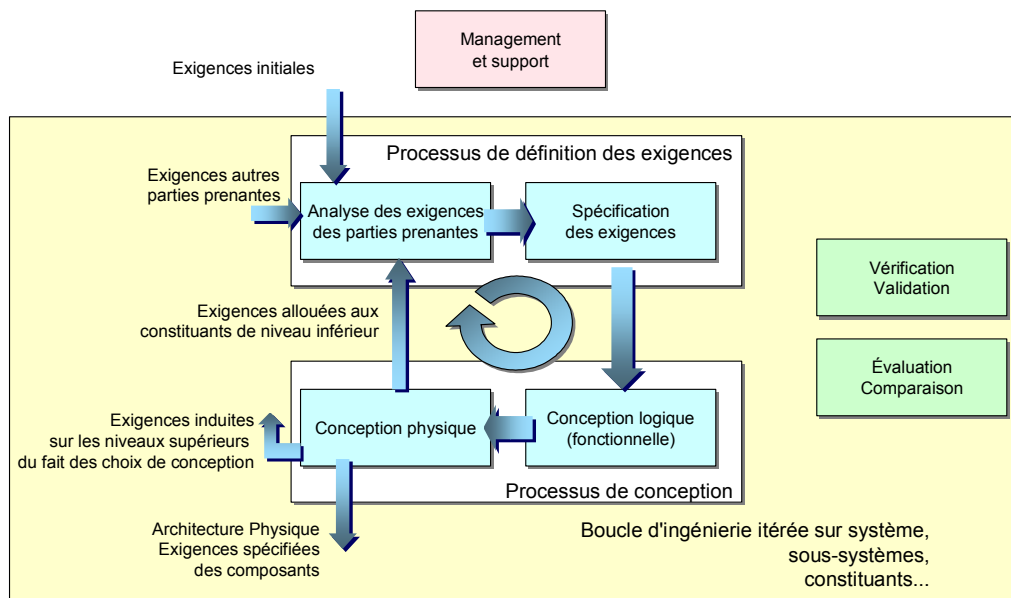 Management
et support
Exigences initiales
Processus de définition des exigences
Exigences autres
parties prenantes
Analyse des exigences
des parties prenantes
Spécification
des exigences
Vérification
Validation
Exigences allouées aux
constituants de niveau inférieur
Évaluation
Comparaison
Exigences induites
sur les niveaux supérieurs
du fait des choix de conception
Conception physique
Conception logique
(fonctionnelle)
Processus de conception
Architecture Physique
Exigences spécifiées
des composants
Boucle d'ingénierie itérée sur système,
sous-systèmes,
constituants...